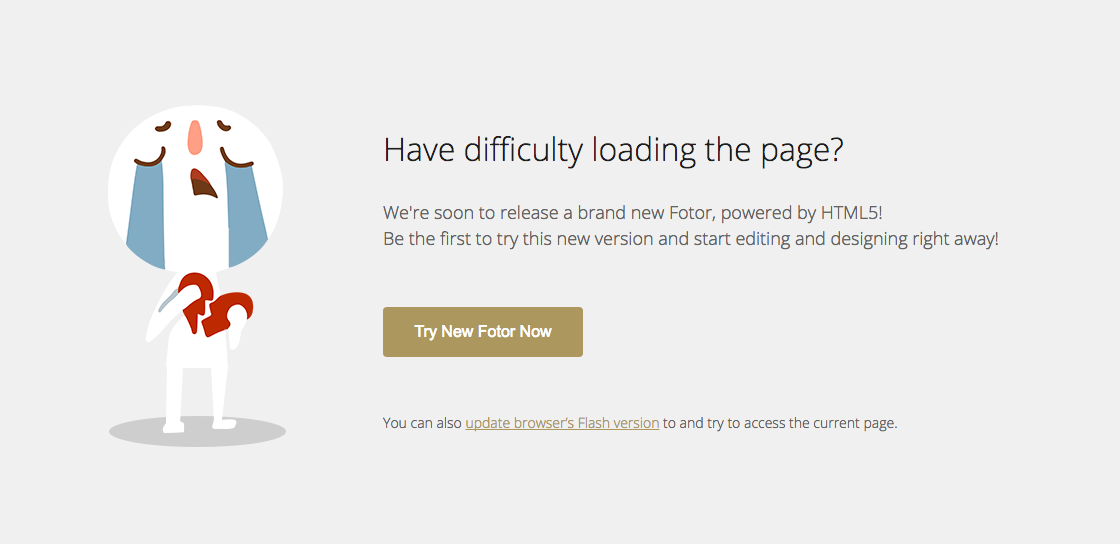 Have difficulty loading the page?
We're soon to release a brand new Fotor, powered by HTML5!
Be the first to try this new version and start editing and designing right away!
Try New Fotor Now
You can also update browser's Flash version to and try to access the current page.